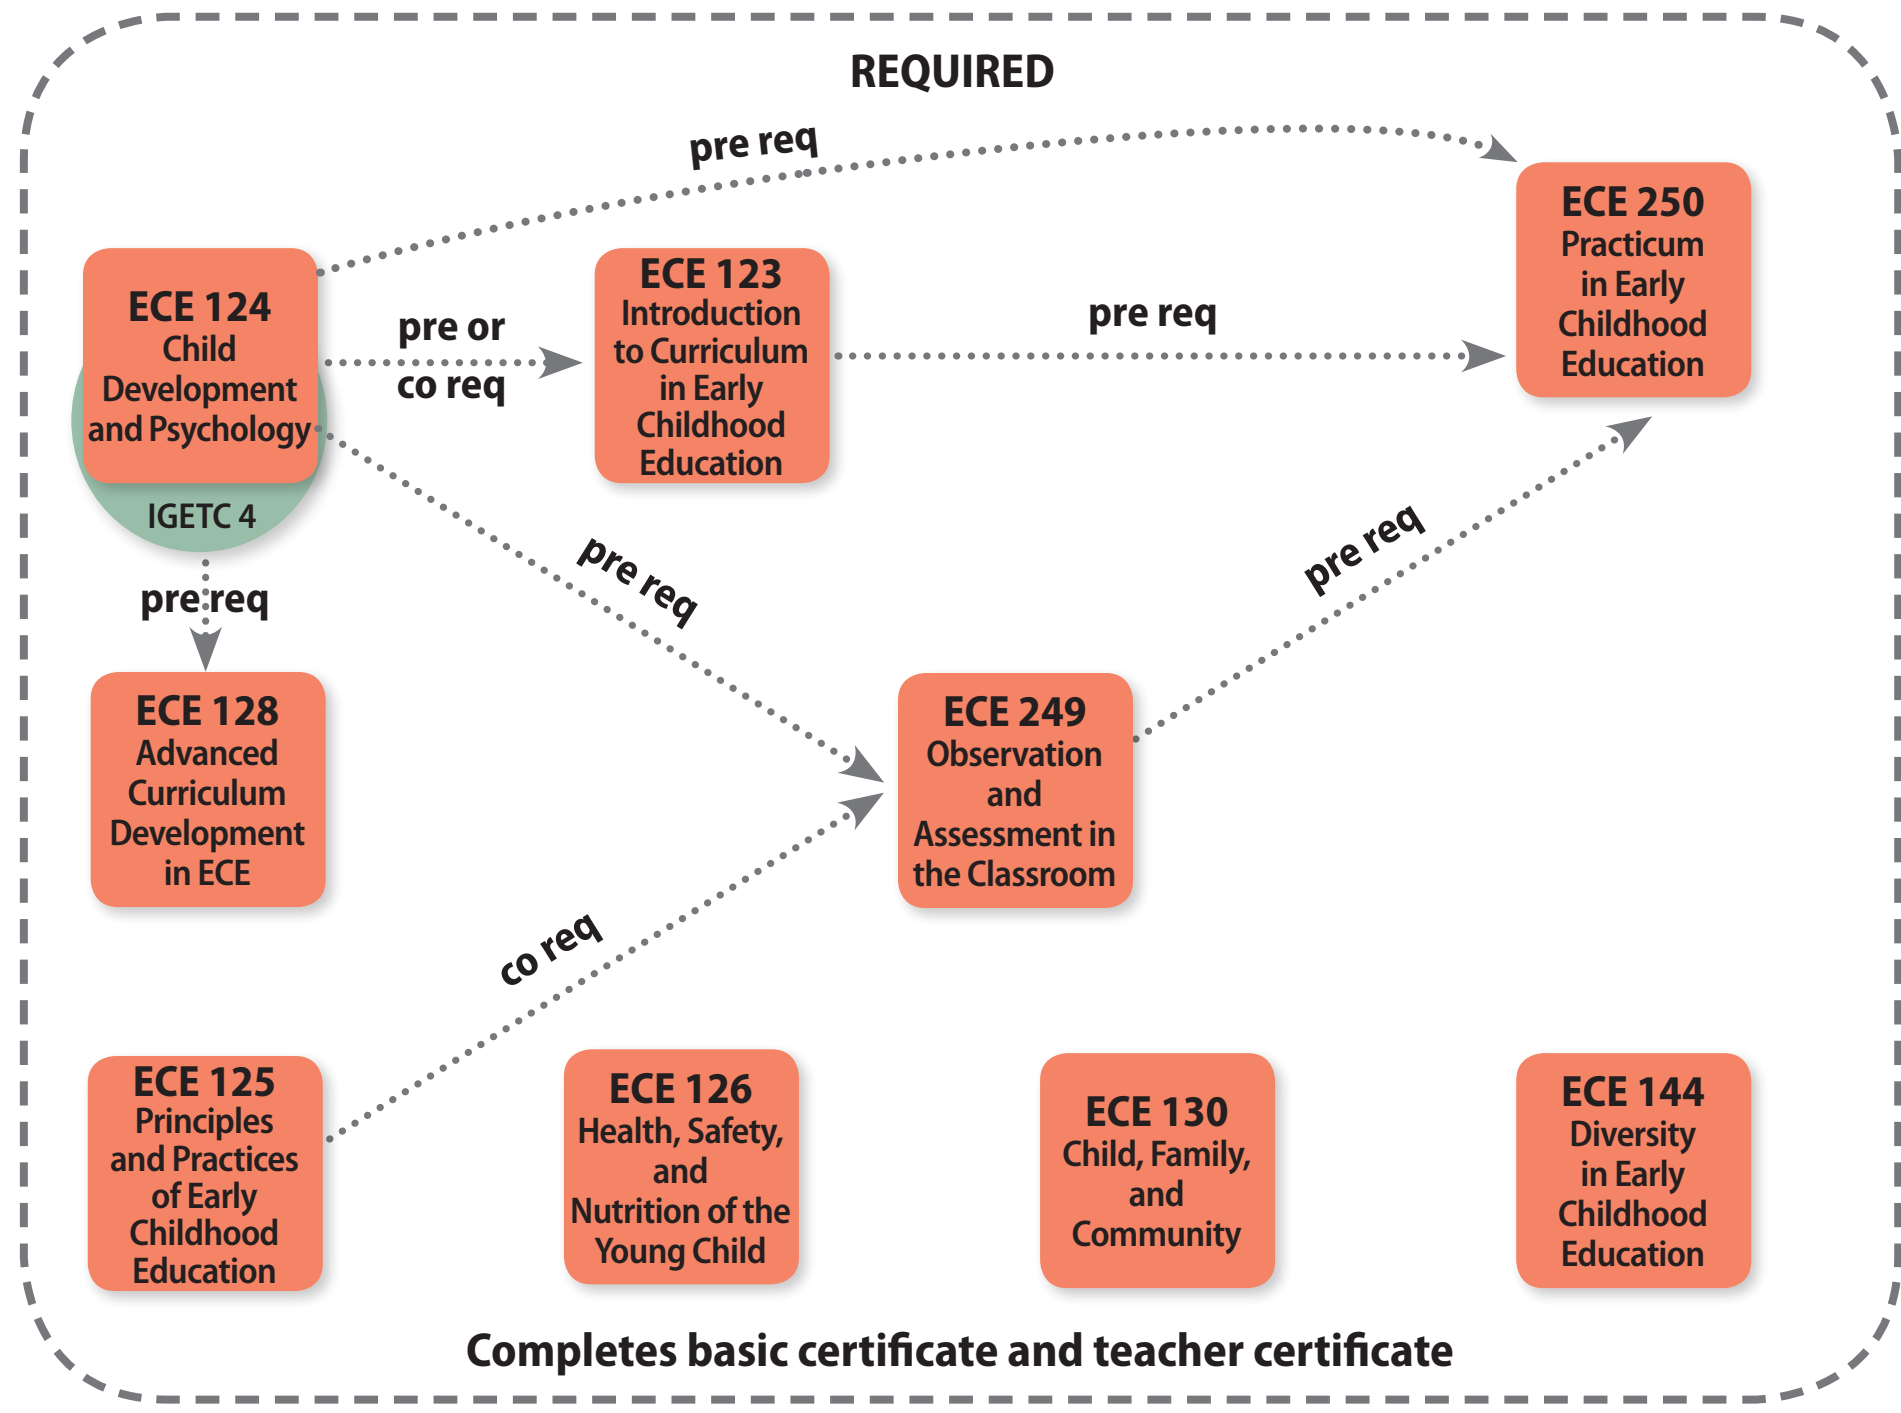 REQUIRED
pre req
ECE 250
Practicum
in Early
Childhood
Education
ECE 124
Child
Development
and Psychology
IGETC 4
pre or
co req
ECE 123
Introduction
to Curriculum
in Early
Childhood
Education
pre req
pre req
pre req
pre req
ECE 128
Advanced
Curriculum
Development
in ECE
ECE 249
Observation
and
Assessment in
the Classroom
co req
ECE 125
Principles
and Practices
of Early
Childhood
Education
ECE 126
Health, Safety,
and
Nutrition of the
Young Child
ECE 130
Child, Family,
and
Community
ECE 144
Diversity
in Early
Childhood
Education
Completes basic certificate and teacher certificate